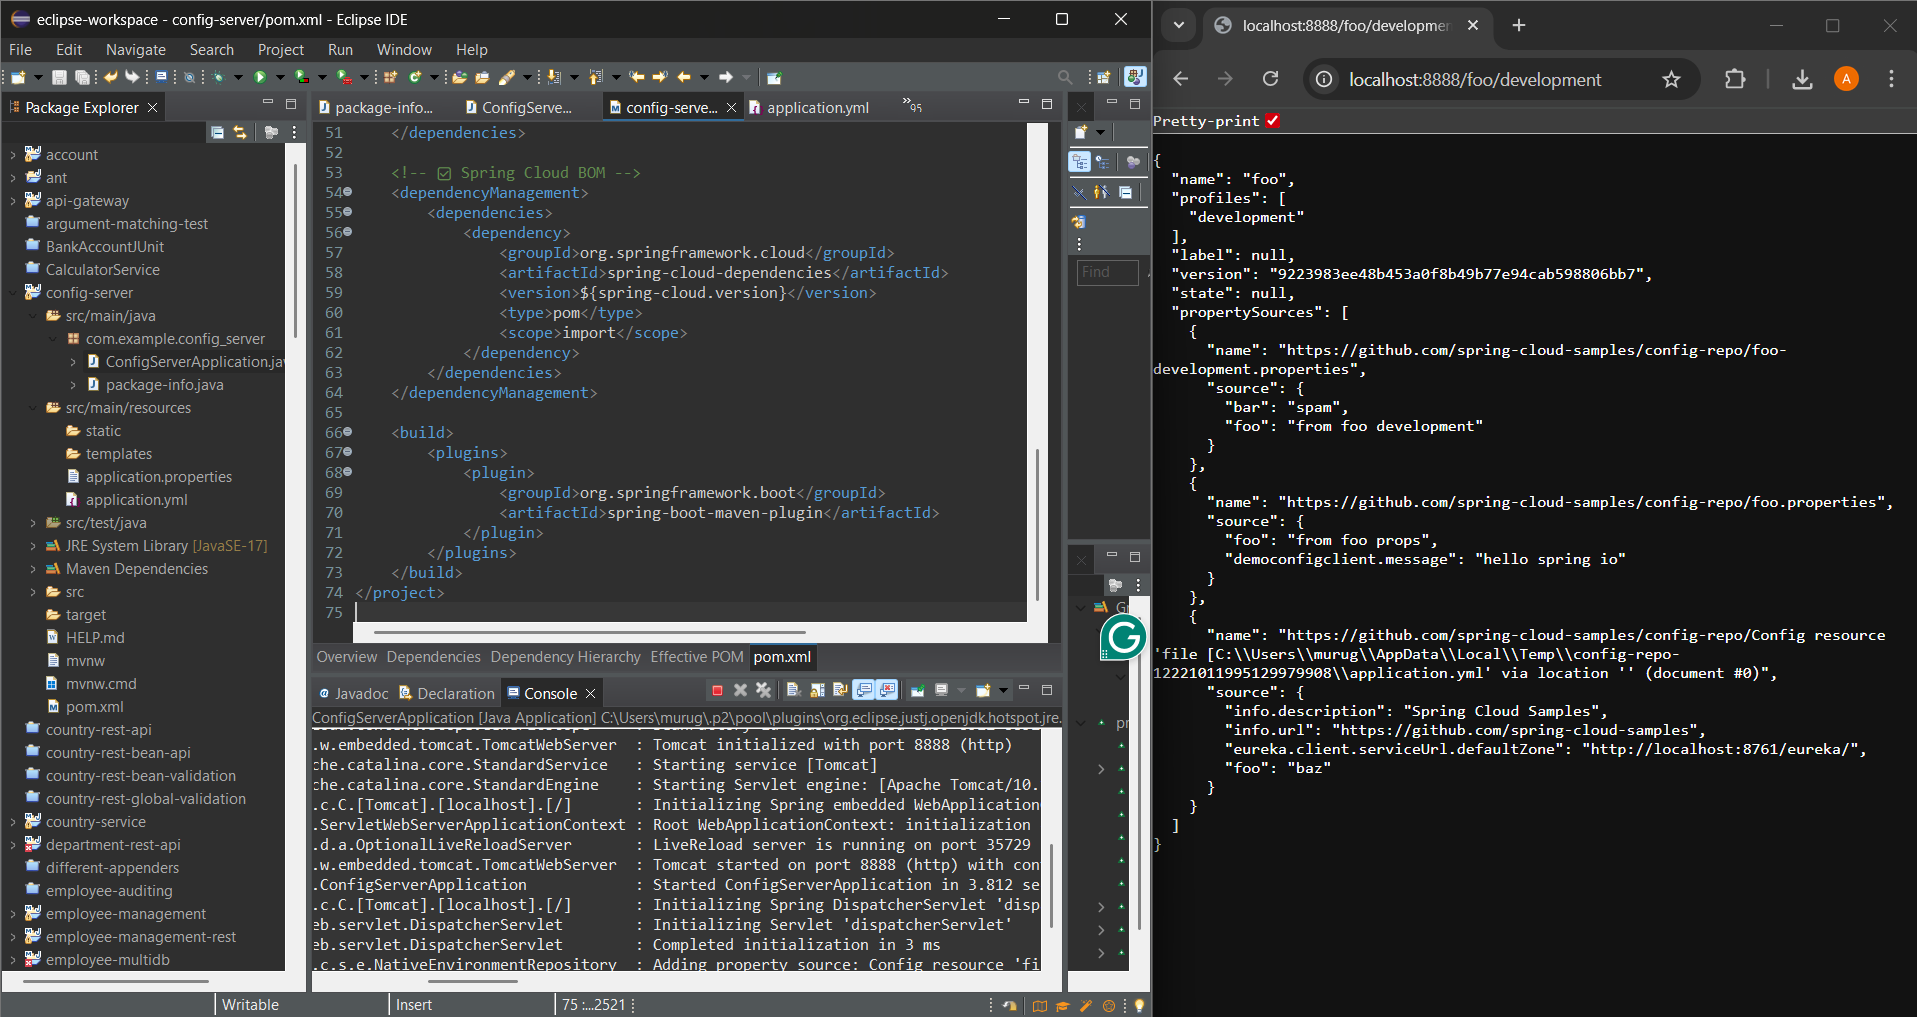 eclipse-workspace - config-server/pom.xml - Eclipse IDE
File Edit Navigate Search Project Run Window Help
Package Explorer
account
ant
api-gateway
argument-matching-test
BankAccountJUnit
CalculatorService
config-server
src/main/java
com.example.config_server
ConfigServerApplication.jav
package-info.java
src/main/resources
static
templates
application.properties
application.yml
src/test/java
JRE System Library [JavaSE-17]
Maven Dependencies
src
target
HELP.md
mvnw
mvnw.cmd
pom.xml
country-rest-api
country-rest-bean-api
country-rest-bean-validation
country-rest-global-validation
country-service
department-rest-api
different-appenders
employee-auditing
employee-management
employee-management-rest
employee-multidb
package-info... ConfigServe... config-serve... application.yml »95
51 </dependencies>
52
53 <!-- ✅ Spring Cloud BOM -->
54 <dependencyManagement>
55 <dependencies>
56 <dependency>
57 <groupId>org.springframework.cloud</groupId>
58 <artifactId>spring-cloud-dependencies</artifactId>
59 <version>${spring-cloud.version}</version>
60 <type>pom</type>
61 <scope>import</scope>
62 </dependency>
63 </dependencies>
64 </dependencyManagement>
65
66 <build>
67 <plugins>
68 <plugin>
69 <groupId>org.springframework.boot</groupId>
70 <artifactId>spring-boot-maven-plugin</artifactId>
71 </plugin>
72 </plugins>
73 </build>
74 </project>
75
Overview Dependencies Dependency Hierarchy Effective POM pom.xml
@ Javadoc Declaration Console
ConfigServerApplication [Java Application] C:\Users\murug\.p2\pool\plugins\org.eclipse.justj.openjdk.hotspot.jre.
.w.embedded.tomcat.TomcatWebServer : Tomcat initialized with port 8888 (http)
che.catalina.core.StandardService : Starting service [Tomcat]
che.catalina.core.StandardEngine : Starting Servlet engine: [Apache Tomcat/10.
.c.C.[Tomcat].[localhost].[/] : Initializing Spring embedded WebApplication
.ServletWebServerApplicationContext : Root WebApplicationContext: initialization
.d.a.OptionalLiveReloadServer : LiveReload server is running on port 35729
.w.embedded.tomcat.TomcatWebServer : Tomcat started on port 8888 (http) with con
.ConfigServerApplication : Started ConfigServerApplication in 3.812 se
.c.C.[Tomcat].[localhost].[/] : Initializing Spring DispatcherServlet 'disp
eb.servlet.DispatcherServlet : Initializing Servlet 'dispatcherServlet'
eb.servlet.DispatcherServlet : Completed initialization in 3 ms
.c.s.e.NativeEnvironmentRepository : Adding property source: Config resource 'fi
Find
G
pr
Writable Insert 75 :...2521
localhost:8888/foo/developmen
localhost:8888/foo/development
A
Pretty-print
{
"name": "foo",
"profiles": [
"development"
],
"label": null,
"version": "9223983ee48b453a0f8b49b77e94cab598806bb7",
"state": null,
"propertySources": [
{
"name": "https://github.com/spring-cloud-samples/config-repo/foo-
development.properties",
"source": {
"bar": "spam",
"foo": "from foo development"
}
},
{
"name": "https://github.com/spring-cloud-samples/config-repo/foo.properties",
"source": {
"foo": "from foo props",
"democonfigclient.message": "hello spring io"
}
},
{
"name": "https://github.com/spring-cloud-samples/config-repo/Config resource
'file [C:\\Users\\murug\\AppData\\Local\\Temp\\config-repo-
12221011995129979908\\application.yml' via location '' (document #0)",
"source": {
"info.description": "Spring Cloud Samples",
"info.url": "https://github.com/spring-cloud-samples",
"eureka.client.serviceUrl.defaultZone": "http://localhost:8761/eureka/",
"foo": "baz"
}
}
]
}